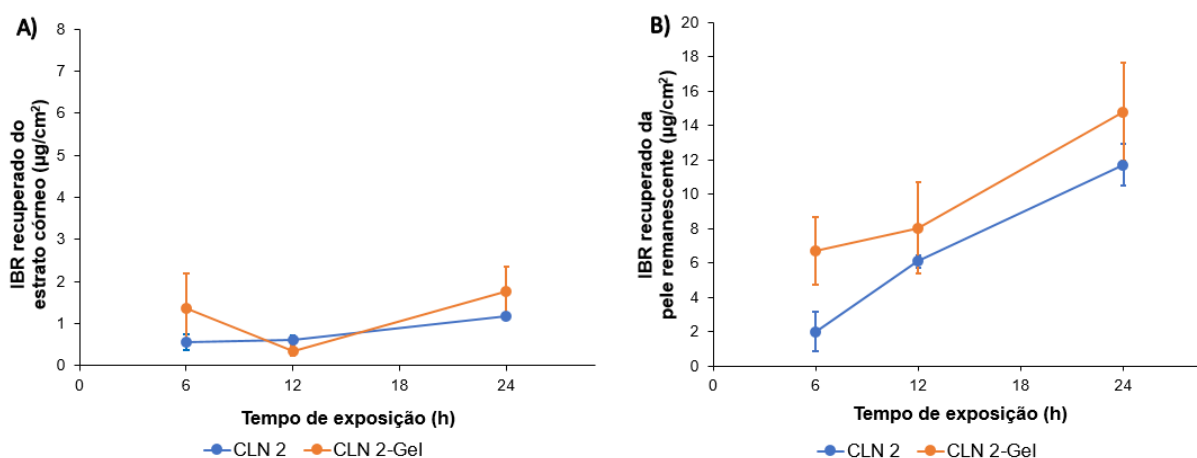 A)
IBR recuperado do
estrato córneo (µg/cm²)
8
7
6
5
4
3
2
1
0
0
6
12
18
24
Tempo de exposição (h)
CLN 2
CLN 2-Gel
B)
IBR recuperado da
pele remanescente (µg/cm²)
20
18
16
14
12
10
8
6
4
2
0
0
6
12
18
24
Tempo de exposição (h)
CLN 2
CLN 2-Gel